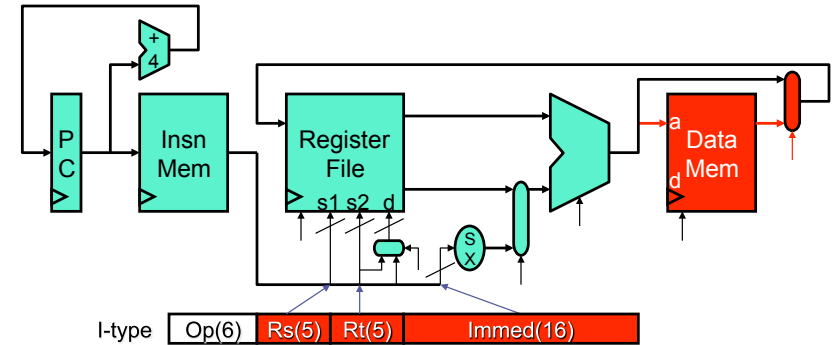 +
4
P
C
Insn
Mem
Register
File
s1 s2 d
S
X
a
Data
Mem
d
I-type Op(6) Rs(5) Rt(5) Immed(16)